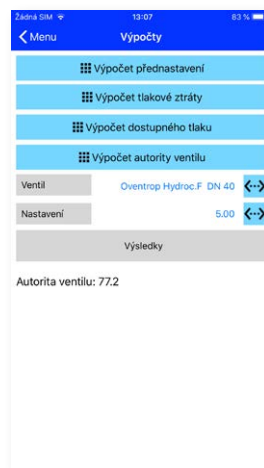 Žádná SIM 13:07 83 %
Menu Výpočty
Výpočet přednastavení
Výpočet tlakové ztráty
Výpočet dostupného tlaku
Výpočet autority ventilu
Ventil Oventrop Hydroc.F DN 40
Nastavení 5.00
Výsledky
Autorita ventilu: 77.2